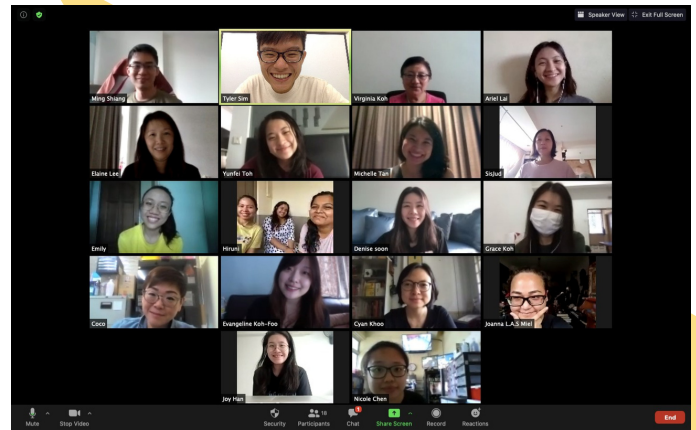 Speaker View Exit Full Screen
Ming Shiang Tyler Sim Virginia Koh Ariel Lai
Elaine Lee Yunfei Toh Michelle Tan SisJud
Emily Hiruni Denise soon Grace Koh
Coco Evangeline Koh-Foo Cyan Khoo Joanna L.A.S Miel
Joy Han Nicole Chen
18 1
Mute Stop Video Security Participants Chat Share Screen Record Reactions End